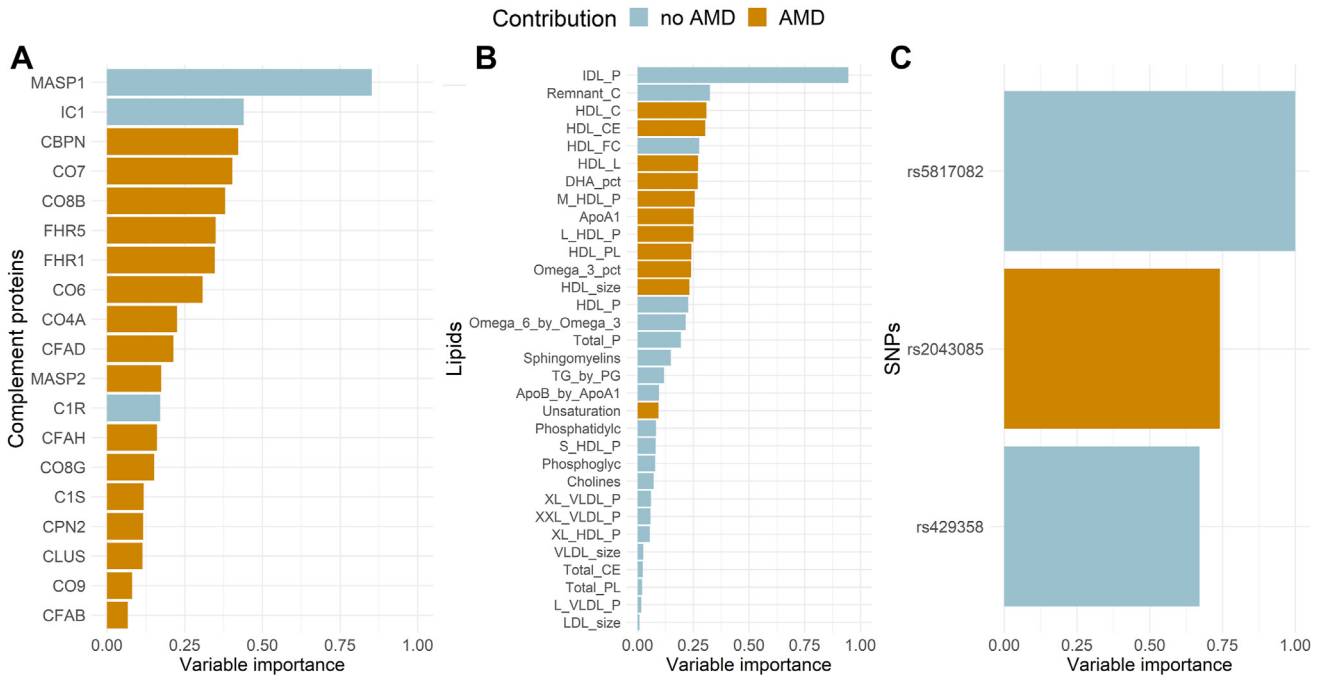 Contribution no AMD AMD
A
Complement proteins
MASP1
IC1
CBPN
CO7
CO8B
FHR5
FHR1
CO6
CO4A
CFAD
MASP2
C1R
CFAH
CO8G
C1S
CPN2
CLUS
CO9
CFAB
0.00 0.25 0.50 0.75 1.00
Variable importance
B
Lipids
IDL_P
Remnant_C
HDL_C
HDL_CE
HDL_FC
HDL_L
DHA_pct
M_HDL_P
ApoA1
L_HDL_P
HDL_PL
Omega_3_pct
HDL_size
HDL_P
Omega_6_by_Omega_3
Total_P
Sphingomyelins
TG_by_PG
ApoB_by_ApoA1
Unsaturation
Phosphatidylc
S_HDL_P
Phosphoglyc
Cholines
XL_VLDL_P
XXL_VLDL_P
XL_HDL_P
VLDL_size
Total_CE
Total_PL
L_VLDL_P
LDL_size
0.00 0.25 0.50 0.75 1.00
Variable importance
C
SNPs
rs5817082
rs2043085
rs429358
0.00 0.25 0.50 0.75 1.00
Variable importance